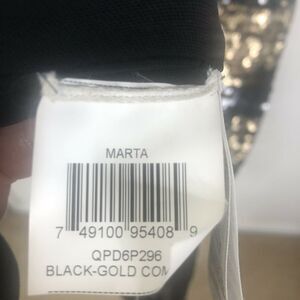 MARTA
7 49100 95408 9
QPD6P296
BLACK-GOLD COM